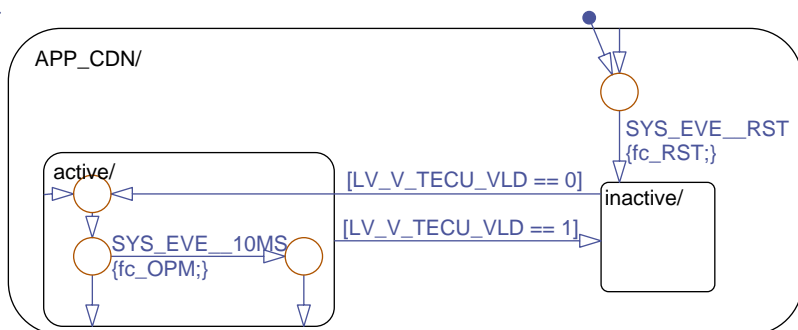 APP_CDN/
SYS_EVE__RST
{fc_RST;}
active/
[LV_V_TECU_VLD == 0]
inactive/
[LV_V_TECU_VLD == 1]
SYS_EVE__10MS
{fc_OPM;}